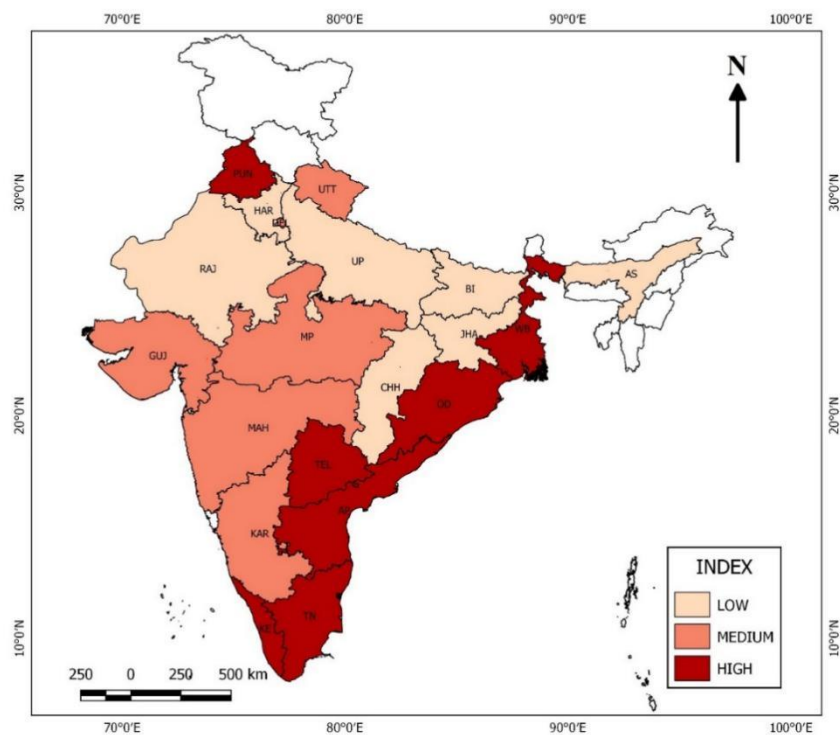 70°0'E 80°0'E 90°0'E 100°0'E
N
30°0'N 30°0'N
PUN
UTT
HAR
RAJ UP BI AS
JHA WB
GUJ MP
CHH
20°0'N OD 20°0'N
MAH
TEL
AP
KAR
INDEX
LOW
TN MEDIUM
KE
10°0'N HIGH 10°0'N
250 0 250 500 km
70°0'E 80°0'E 90°0'E 100°0'E